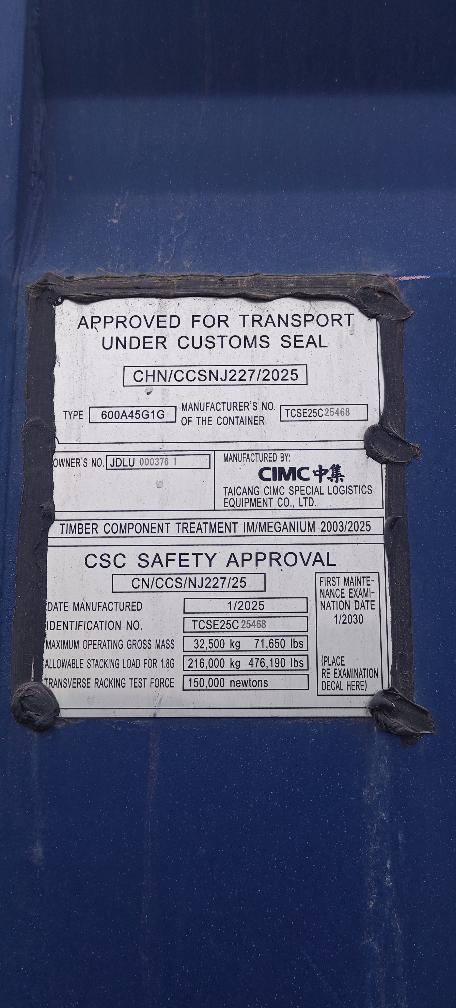 APPROVED FOR TRANSPORT
UNDER CUSTOMS SEAL
CHN/CCSNJ227/2025
TYPE 600A45G1G MANUFACTURER'S NO. OF THE CONTAINER TCSE25C25468
OWNER'S NO. JDLU 000376 1
MANUFACTURED BY:
CIMC 中集
TAICANG CIMC SPECIAL LOGISTICS
EQUIPMENT CO., LTD.
TIMBER COMPONENT TREATMENT IM/MEGANIUM 2003/2025
CSC SAFETY APPROVAL
CN/CCS/NJ227/25
DATE MANUFACTURED 1/2025
IDENTIFICATION NO. TCSE25C25468
MAXIMUM OPERATING GROSS MASS 32,500 kg 71,650 lbs
ALLOWABLE STACKING LOAD FOR 1.8G 216,000 kg 476,190 lbs
TRANSVERSE RACKING TEST FORCE 150,000 newtons
FIRST MAINTE-
NANCE EXAMI-
NATION DATE
1/2030
(PLACE
RE EXAMINATION
DECAL HERE)